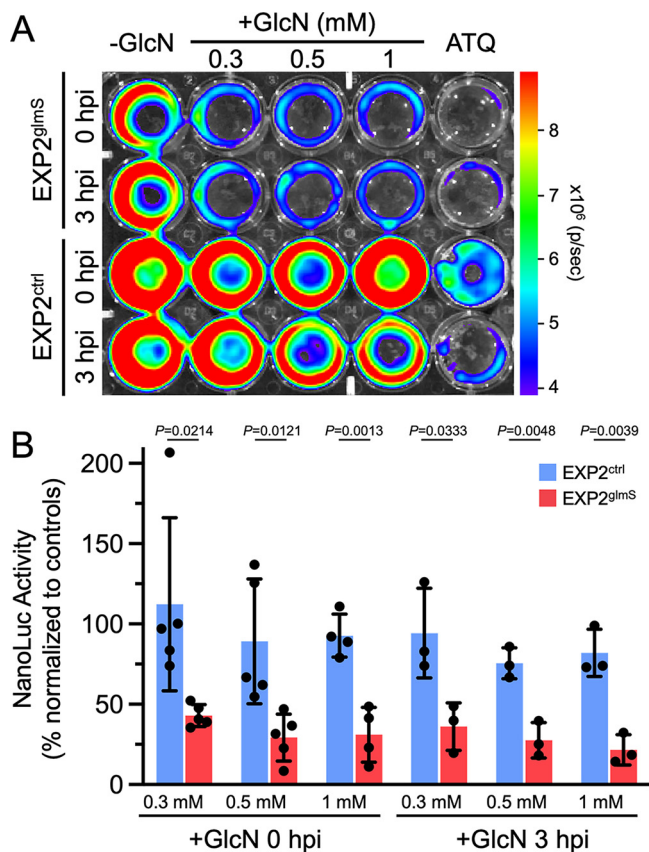 A
-GlcN
+GlcN (mM)
ATQ
0.3
0.5
1
EXP2glmS
0 hpi
3 hpi
EXP2ctrl
0 hpi
3 hpi
8
7
6
5
4
x10⁶ (p/sec)
B
P=0.0214
P=0.0121
P=0.0013
P=0.0333
P=0.0048
P=0.0039
EXP2ctrl
EXP2glmS
NanoLuc Activity
(% normalized to controls)
200
150
100
50
0
0.3 mM
0.5 mM
1 mM
0.3 mM
0.5 mM
1 mM
+GlcN 0 hpi
+GlcN 3 hpi